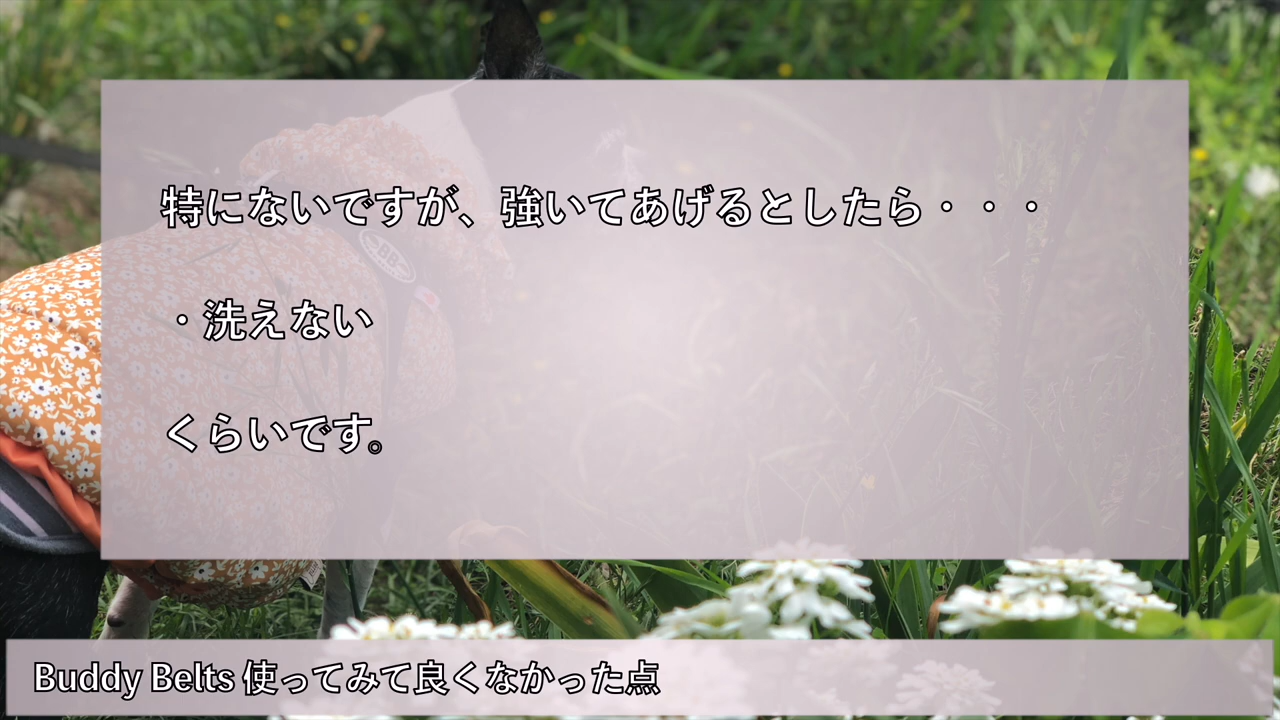 特にないですが、強いてあげるとしたら・・・
・洗えない
くらいです。
BB
Buddy Belts 使ってみて良くなかった点